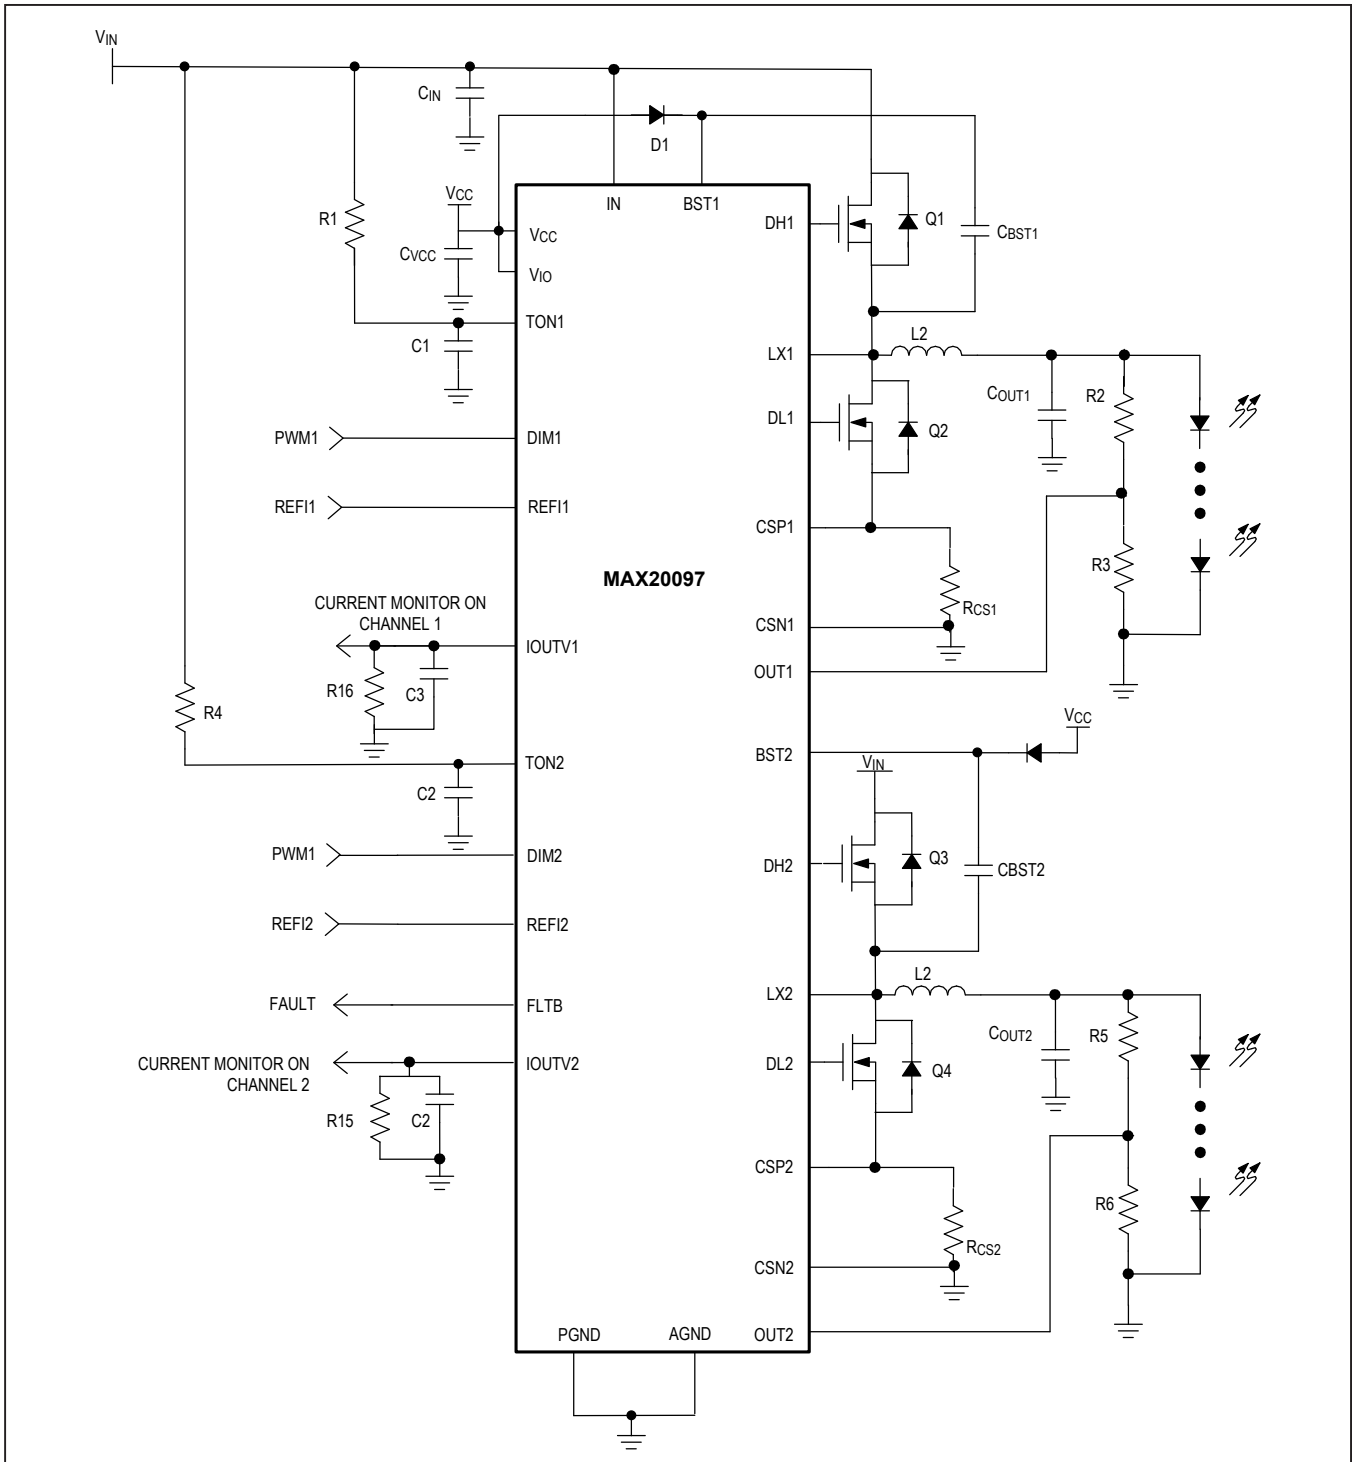 VIN
CIN
D1
VCC
IN
BST1
R1
DH1
Q1
CBST1
VCC
CVCC
VIO
TON1
C1
LX1
L2
COUT1
R2
DL1
Q2
PWM1
DIM1
REFI1
REFI1
CSP1
R3
MAX20097
RCS1
CURRENT MONITOR ON
CHANNEL 1
CSN1
IOUTV1
OUT1
R16
C3
R4
VCC
BST2
TON2
VIN
C2
PWM1
DIM2
DH2
Q3
CBST2
REFI2
REFI2
LX2
L2
FAULT
FLTB
COUT2
R5
CURRENT MONITOR ON
CHANNEL 2
IOUTV2
DL2
Q4
R15
C2
CSP2
R6
RCS2
CSN2
PGND
AGND
OUT2